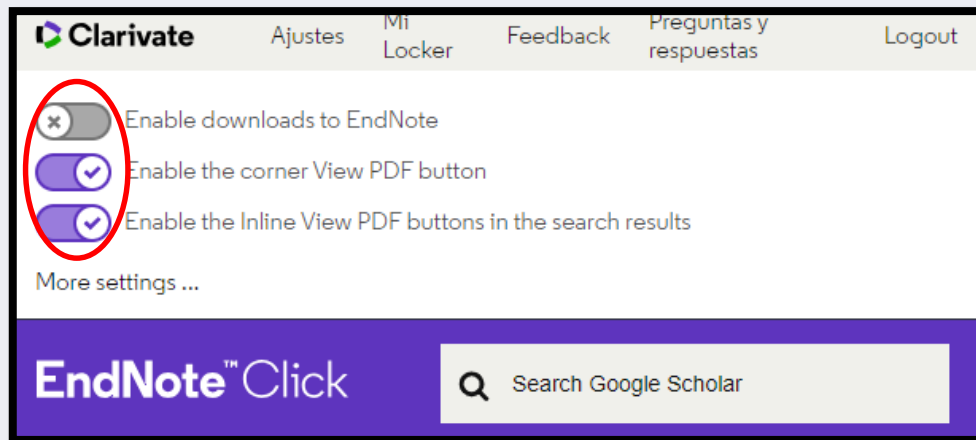 Clarivate
Ajustes
Mi
Locker
Feedback
Preguntas y
respuestas
Logout
Enable downloads to EndNote
Enable the corner View PDF button
Enable the Inline View PDF buttons in the search results
More settings ...
EndNote™ Click
Search Google Scholar